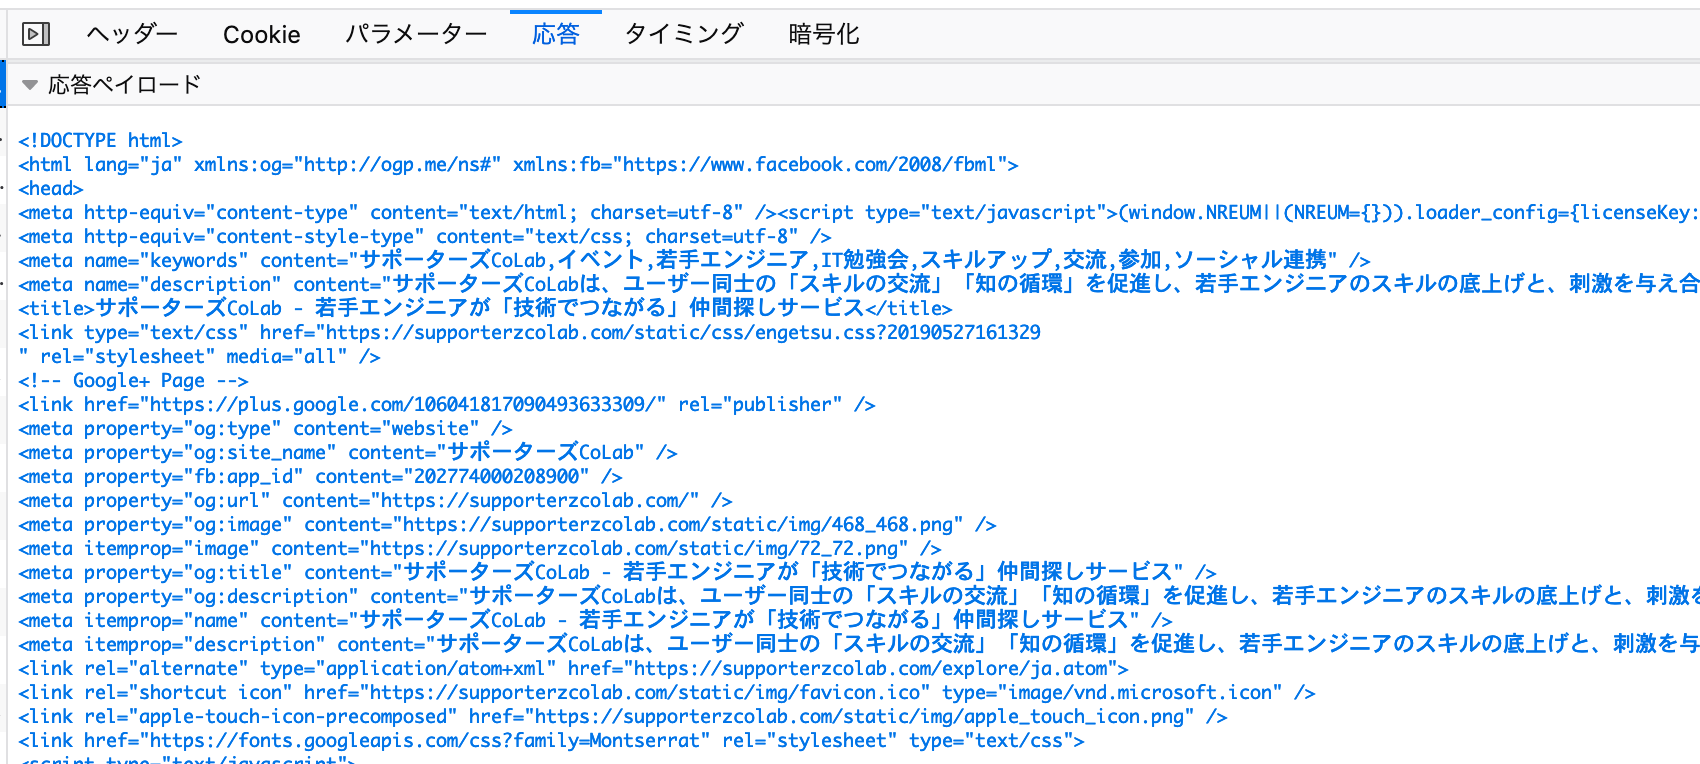 ヘッダー Cookie パラメーター 応答 タイミング 暗号化
応答ペイロード
<!DOCTYPE html>
<html lang="ja" xmlns:og="http://ogp.me/ns#" xmlns:fb="https://www.facebook.com/2008/fbml">
<head>
<meta http-equiv="content-type" content="text/html; charset=utf-8" /><script type="text/javascript">(window.NREUM||(NREUM={})).loader_config={licenseKey:
<meta http-equiv="content-style-type" content="text/css; charset=utf-8" />
<meta name="keywords" content="サポーターズCoLab,イベント,若手エンジニア,IT勉強会,スキルアップ,交流,参加,ソーシャル連携" />
<meta name="description" content="サポーターズCoLabは、ユーザー同士の「スキルの交流」「知の循環」を促進し、若手エンジニアのスキルの底上げと、刺激を与え合
<title>サポーターズCoLab - 若手エンジニアが「技術でつながる」仲間探しサービス</title>
<link type="text/css" href="https://supporterzcolab.com/static/css/engetsu.css?20190527161329
" rel="stylesheet" media="all" />
<!-- Google+ Page -->
<link href="https://plus.google.com/106041817090493633309/" rel="publisher" />
<meta property="og:type" content="website" />
<meta property="og:site_name" content="サポーターズCoLab" />
<meta property="fb:app_id" content="202774000208900" />
<meta property="og:url" content="https://supporterzcolab.com/" />
<meta property="og:image" content="https://supporterzcolab.com/static/img/468_468.png" />
<meta itemprop="image" content="https://supporterzcolab.com/static/img/72_72.png" />
<meta property="og:title" content="サポーターズCoLab - 若手エンジニアが「技術でつながる」仲間探しサービス" />
<meta property="og:description" content="サポーターズCoLabは、ユーザー同士の「スキルの交流」「知の循環」を促進し、若手エンジニアのスキルの底上げと、刺激を
<meta itemprop="name" content="サポーターズCoLab - 若手エンジニアが「技術でつながる」仲間探しサービス" />
<meta itemprop="description" content="サポーターズCoLabは、ユーザー同士の「スキルの交流」「知の循環」を促進し、若手エンジニアのスキルの底上げと、刺激を与
<link rel="alternate" type="application/atom+xml" href="https://supporterzcolab.com/explore/ja.atom">
<link rel="shortcut icon" href="https://supporterzcolab.com/static/img/favicon.ico" type="image/vnd.microsoft.icon" />
<link rel="apple-touch-icon-precomposed" href="https://supporterzcolab.com/static/img/apple_touch_icon.png" />
<link href="https://fonts.googleapis.com/css?family=Montserrat" rel="stylesheet" type="text/css">
<script type="text/javascript">